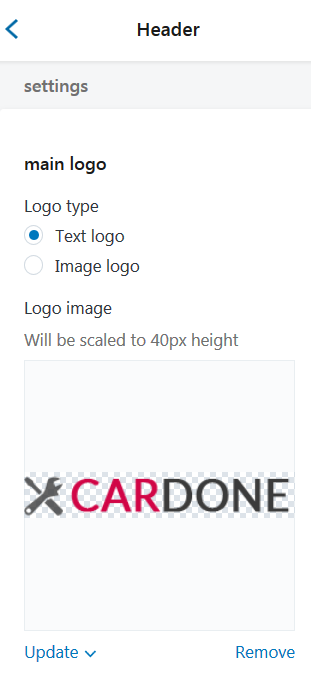 Header
settings
main logo
Logo type
Text logo
Image logo
Logo image
Will be scaled to 40px height
CARDONE
Update
Remove